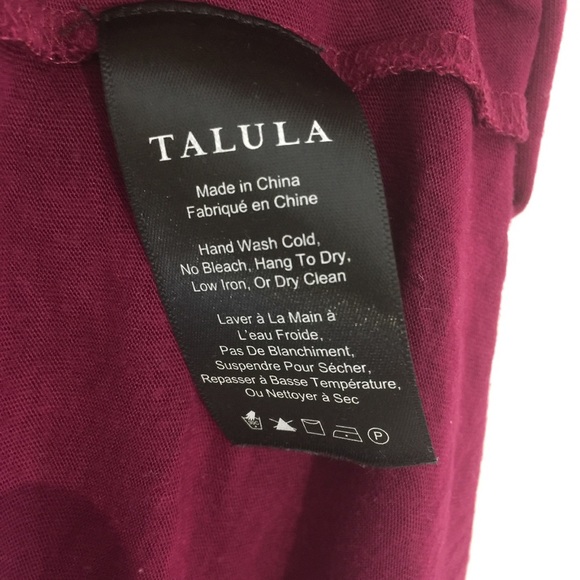 TALULA
Made in China
Fabriqué en Chine
Hand Wash Cold,
No Bleach, Hang To Dry,
Low Iron, Or Dry Clean
Laver à La Main à
L'eau Froide,
Pas De Blanchiment,
Suspendre Pour Sécher,
Repasser à Basse Température,
Ou Nettoyer à Sec
P